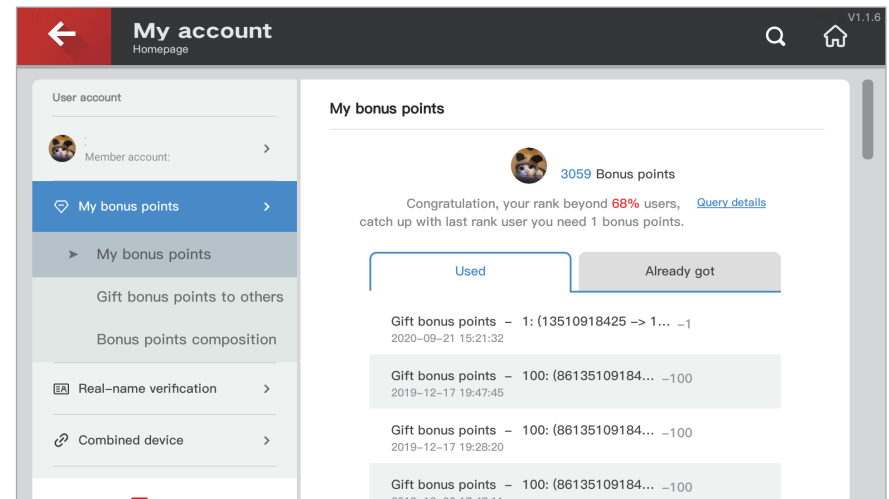 My account
Homepage
V1.1.6
User account
Member account:
My bonus points
My bonus points
Gift bonus points to others
Bonus points composition
Real-name verification
Combined device
My bonus points
3059 Bonus points
Congratulation, your rank beyond 68% users, Query details
catch up with last rank user you need 1 bonus points.
Used
Already got
Gift bonus points - 1: (13510918425 -> 1... -1
2020-09-21 15:21:32
Gift bonus points - 100: (86135109184... -100
2019-12-17 19:47:45
Gift bonus points - 100: (86135109184... -100
2019-12-17 19:28:20
Gift bonus points - 100: (86135109184... -100